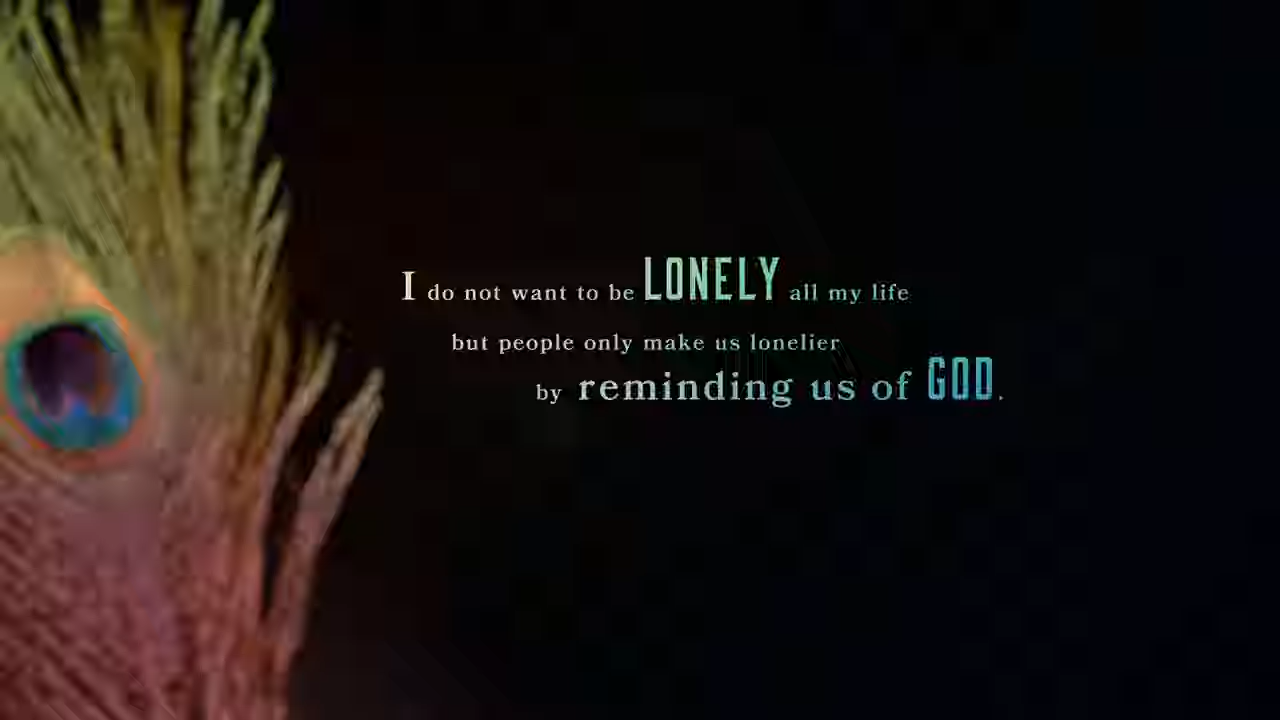 I do not want to be LONELY all my life
but people only make us lonelier
by reminding us of GOD.